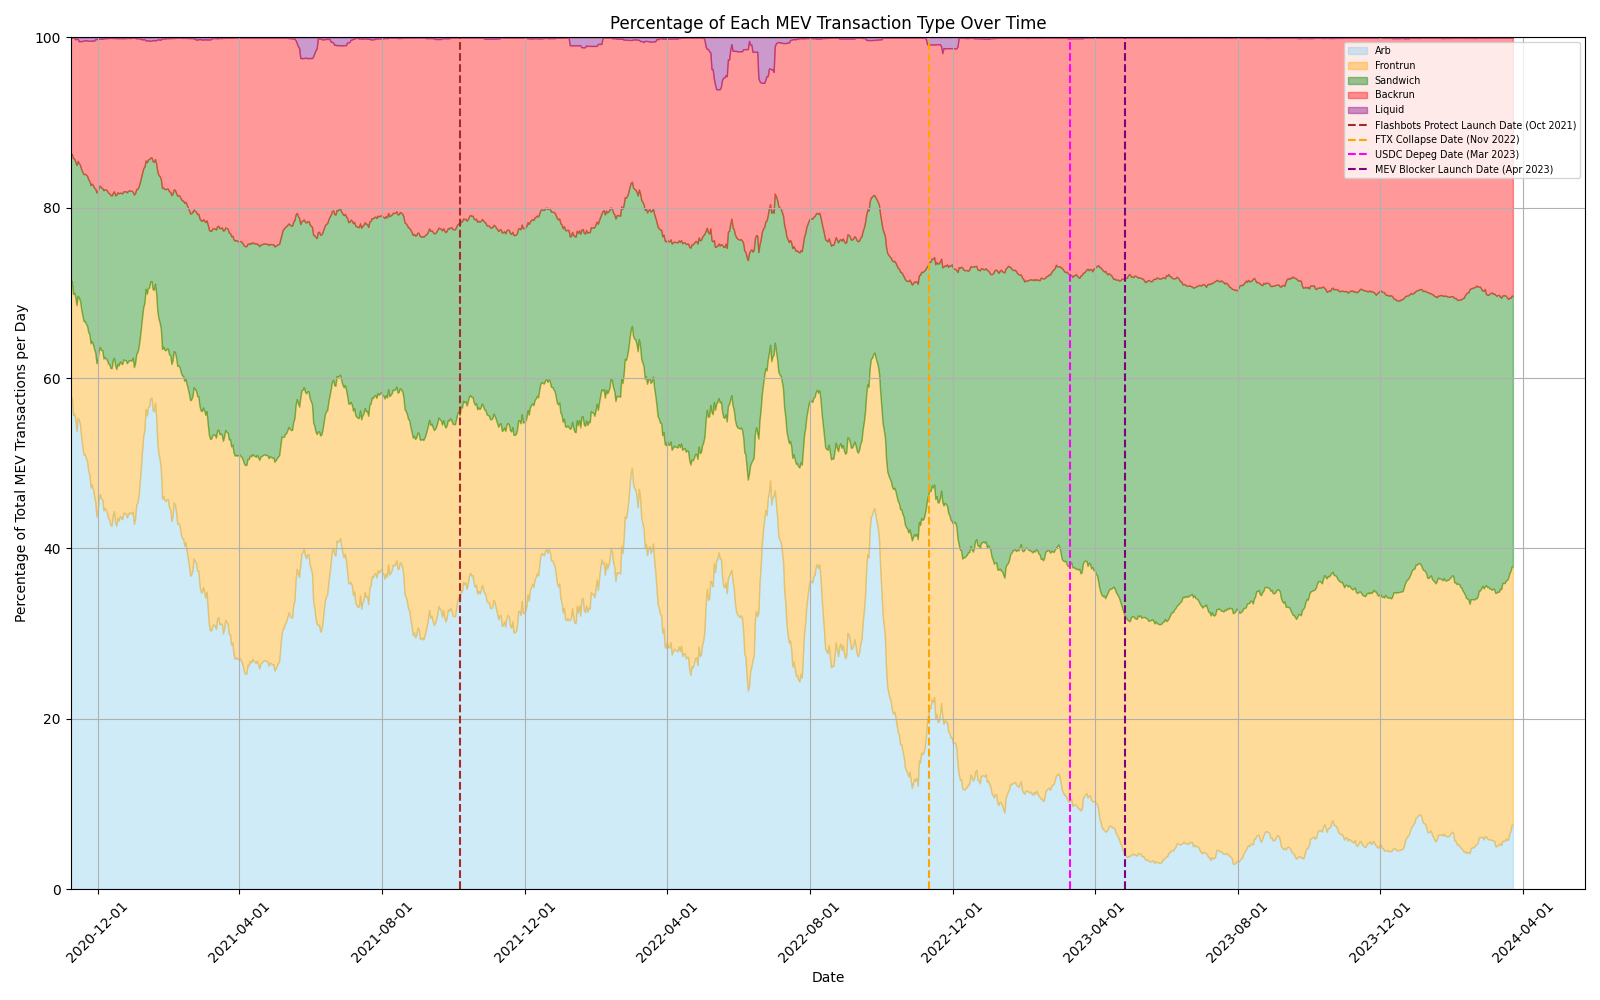 Percentage of Each MEV Transaction Type Over Time
Percentage of Total MEV Transactions per Day
100
80
60
40
20
0
Arb
Frontrun
Sandwich
Backrun
Liquid
Flashbots Protect Launch Date (Oct 2021)
FTX Collapse Date (Nov 2022)
USDC Depeg Date (Mar 2023)
MEV Blocker Launch Date (Apr 2023)
2020-12-01
2021-04-01
2021-08-01
2021-12-01
2022-04-01
2022-08-01
2022-12-01
2023-04-01
2023-08-01
2023-12-01
2024-04-01
Date